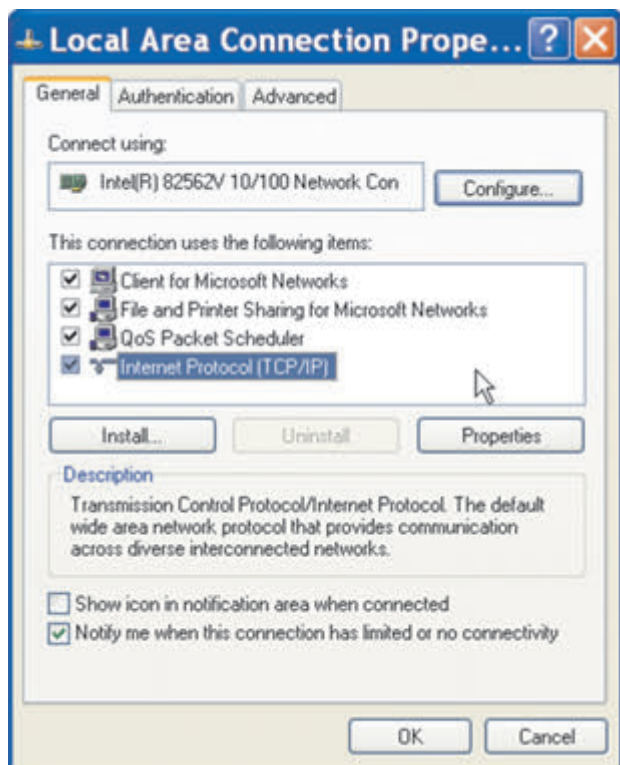 Local Area Connection Prope...
General Authentication Advanced
Connect using:
Intel(R) 82562V 10/100 Network Con
Configure...
This connection uses the following items:
Client for Microsoft Networks
File and Printer Sharing for Microsoft Networks
QoS Packet Scheduler
Internet Protocol (TCP/IP)
Install... Uninstall Properties
Description
Transmission Control Protocol/Internet Protocol. The default
wide area network protocol that provides communication
across diverse interconnected networks.
Show icon in notification area when connected
Notify me when this connection has limited or no connectivity
OK Cancel